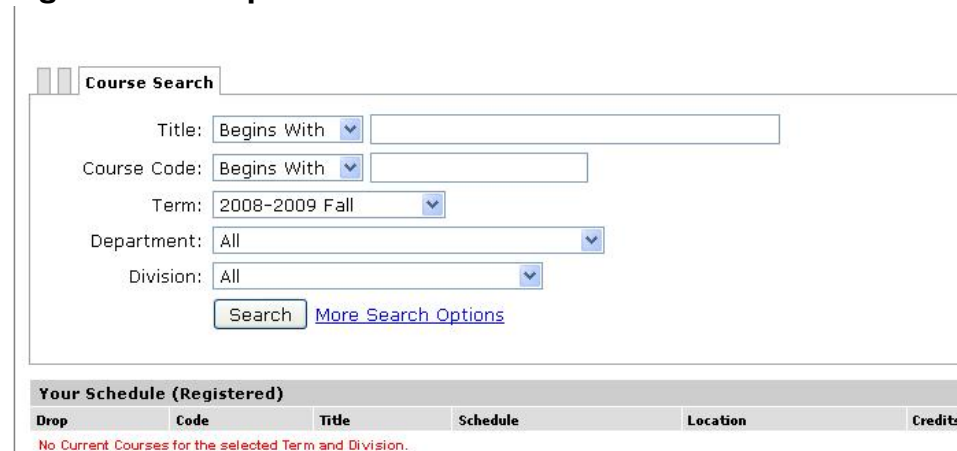 Course Search
Title: Begins With
Course Code: Begins With
Term: 2008-2009 Fall
Department: All
Division: All
Search More Search Options
Your Schedule (Registered)
Drop Code Title Schedule Location Credits
No Current Courses for the selected Term and Division.